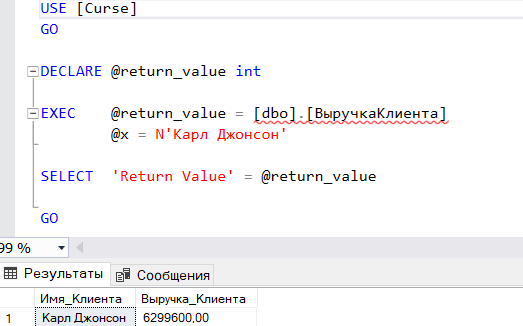 USE [Curse]
GO
DECLARE @return_value int
EXEC @return_value = [dbo].[ВыручкаКлиента]
@x = N'Карл Джонсон'
SELECT 'Return Value' = @return_value
GO
99 %
Результаты Сообщения
Имя_Клиента Выручка_Клиента
1 Карл Джонсон 6299600,00